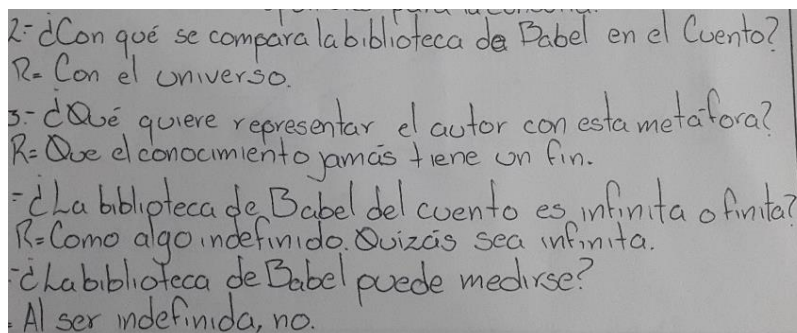 2.- ¿Con qué se compara la biblioteca de Babel en el Cuento?
R= Con el universo.
3.- ¿Qué quiere representar el autor con esta metáfora?
R= Que el conocimiento jamás tiene un fin.
- ¿La biblioteca de Babel del cuento es infinita o finita?
R= Como algo indefinido. Quizás sea infinita.
- ¿La biblioteca de Babel puede medirse?
Al ser indefinida, no.